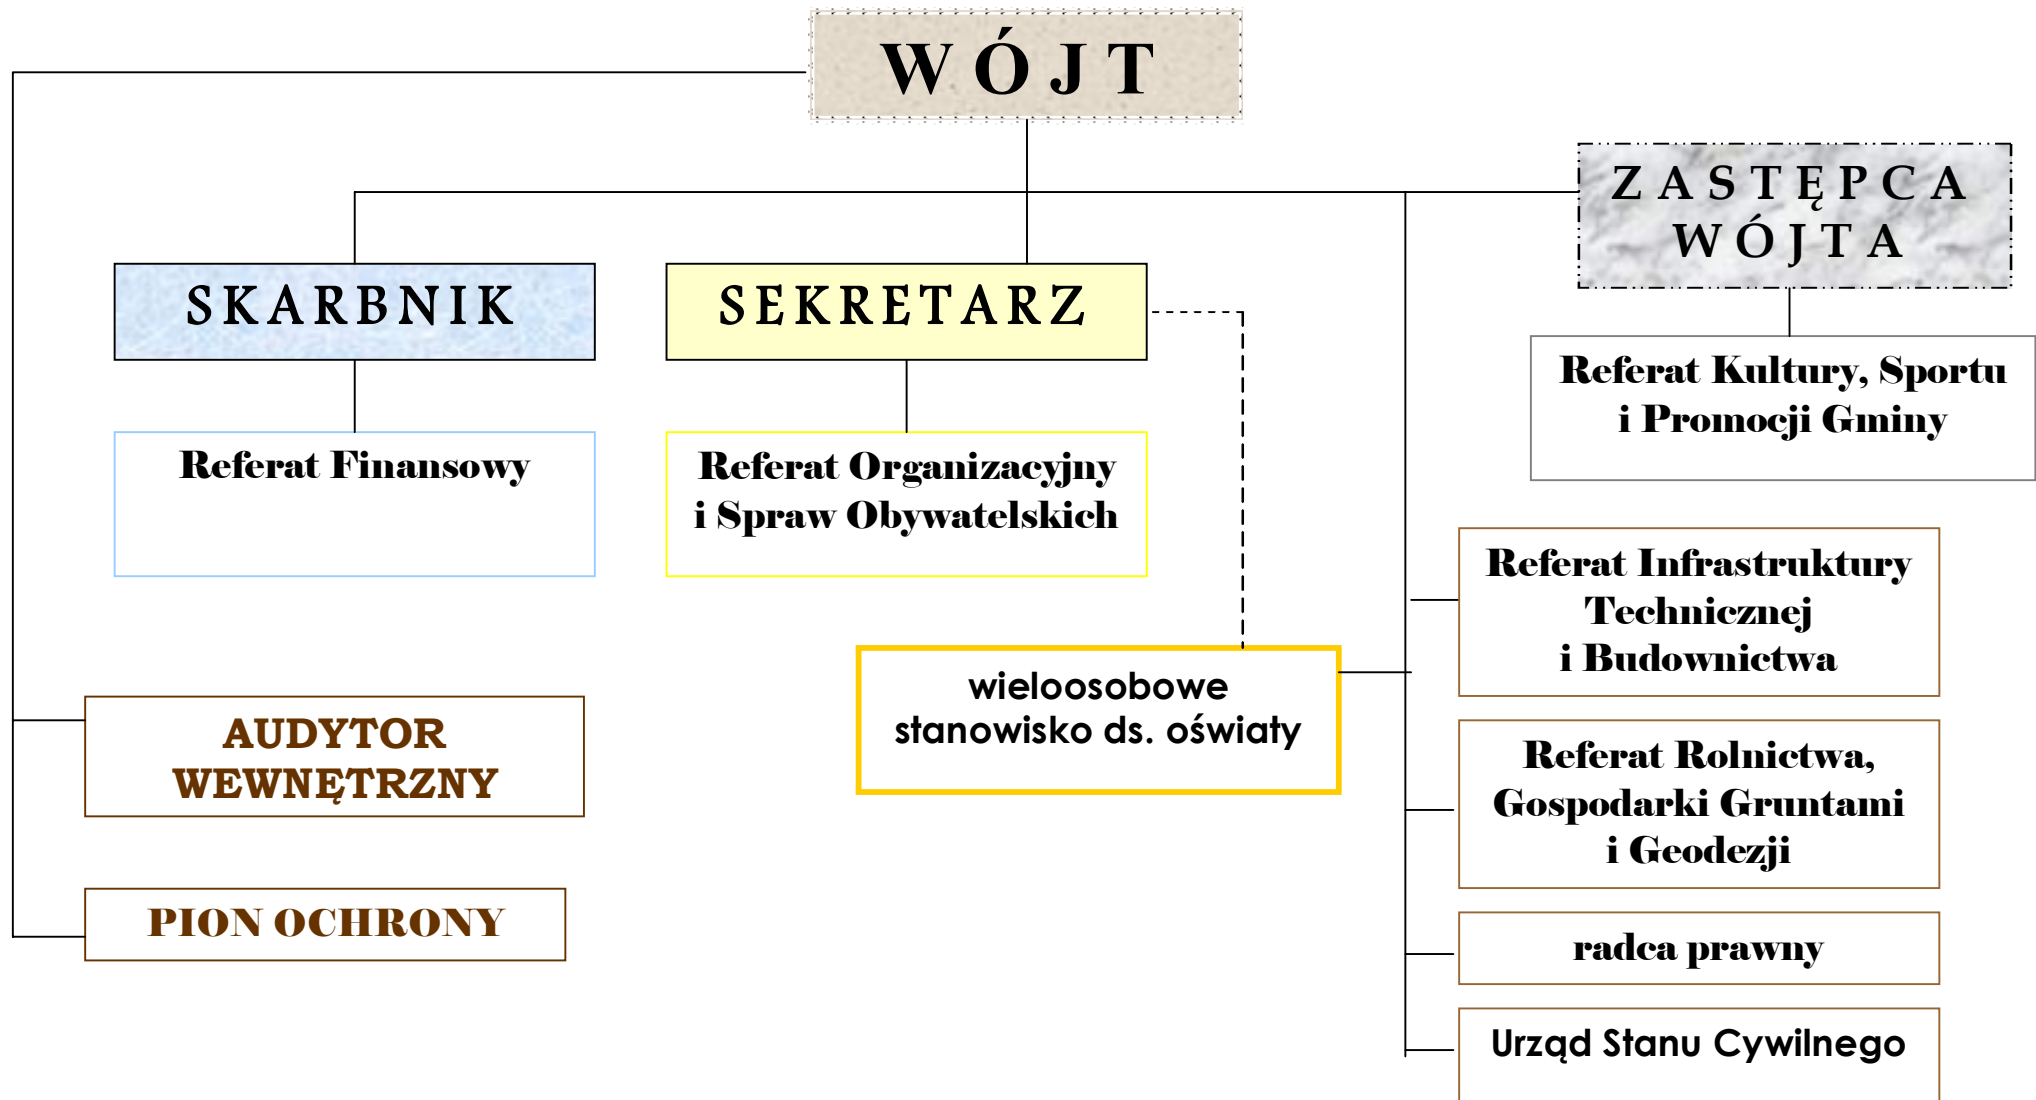 W Ó J T
Z A S T Ę P C A
W Ó J T A
S K A R B N I K
S E K R E T A R Z
Referat Kultury, Sportu
i Promocji Gminy
Referat Finansowy
Referat Organizacyjny
i Spraw Obywatelskich
Referat Infrastruktury
Technicznej
i Budownictwa
wieloosobowe
stanowisko ds. oświaty
AUDYTOR
WEWNĘTRZNY
Referat Rolnictwa,
Gospodarki Gruntami
i Geodezji
PION OCHRONY
radca prawny
Urząd Stanu Cywilnego